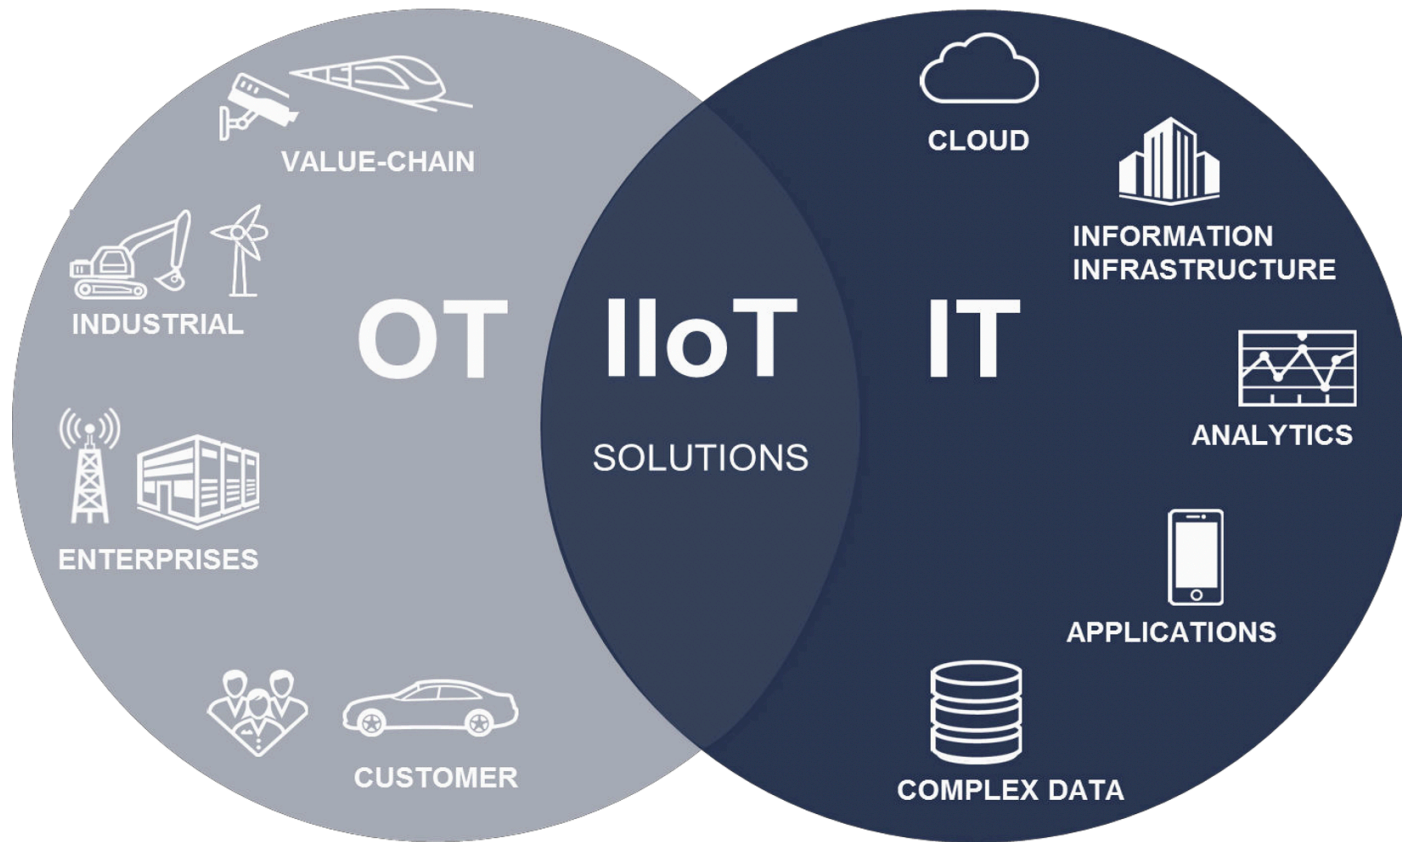 VALUE-CHAIN
INDUSTRIAL
OT
ENTERPRISES
CUSTOMER
IIoT
SOLUTIONS
IT
CLOUD
INFORMATION
INFRASTRUCTURE
ANALYTICS
APPLICATIONS
COMPLEX DATA